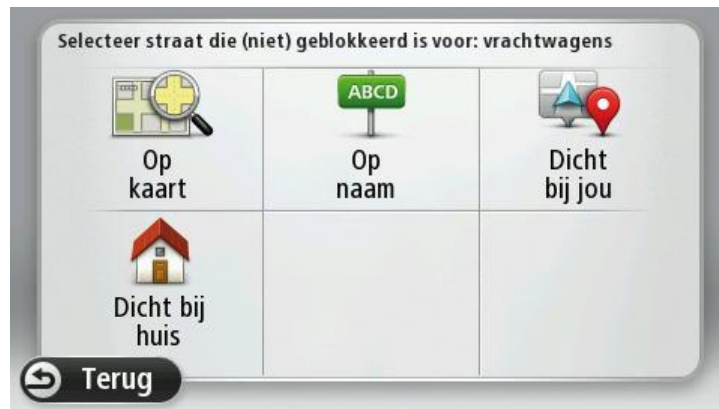 Selecteer straat die (niet) geblokkeerd is voor: vrachtwagens
Op
kaart
ABCD
Op
naam
Dicht
bij jou
Dicht bij
huis
Terug